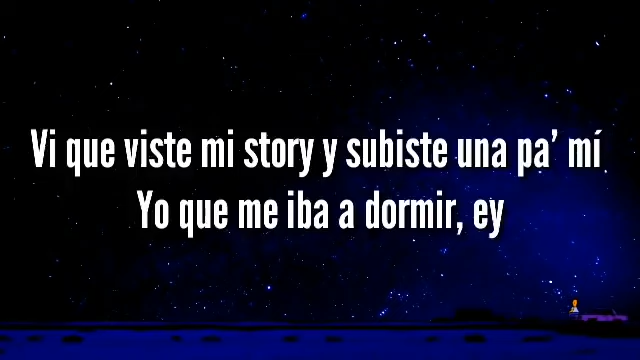 Vi que viste mi story y subiste una pa’ mí
Yo que me iba a dormir, ey